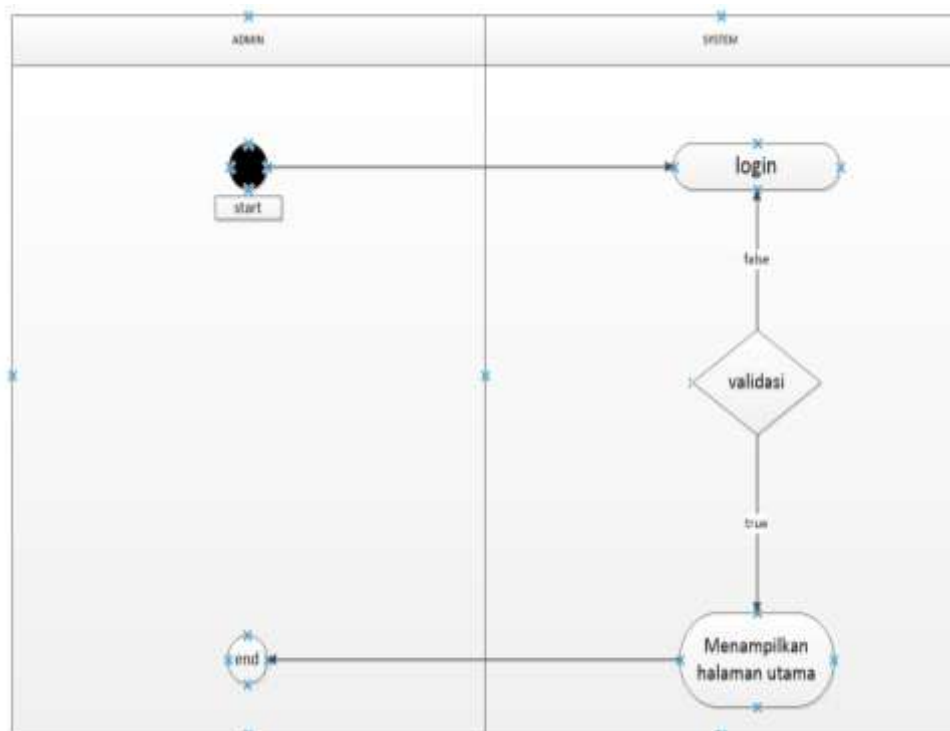 ADMIN
SYSTEM
login
start
false
validasi
true
Menampilkan
halaman utama
end